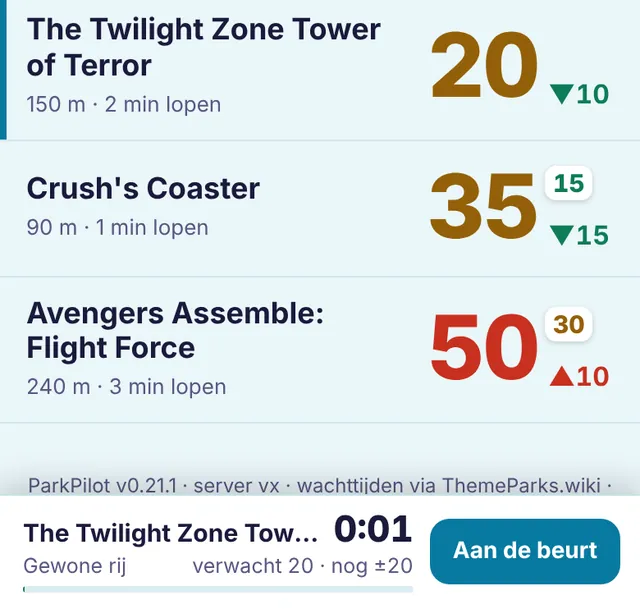 The Twilight Zone Tower
of Terror
150 m · 2 min lopen
20
▼10
Crush's Coaster
90 m · 1 min lopen
35
15
▼15
Avengers Assemble:
Flight Force
240 m · 3 min lopen
50
30
▲10
ParkPilot v0.21.1 · server vx · wachttijden via ThemeParks.wiki ·
The Twilight Zone Tow... 0:01
Gewone rij verwacht 20 · nog ±20
Aan de beurt